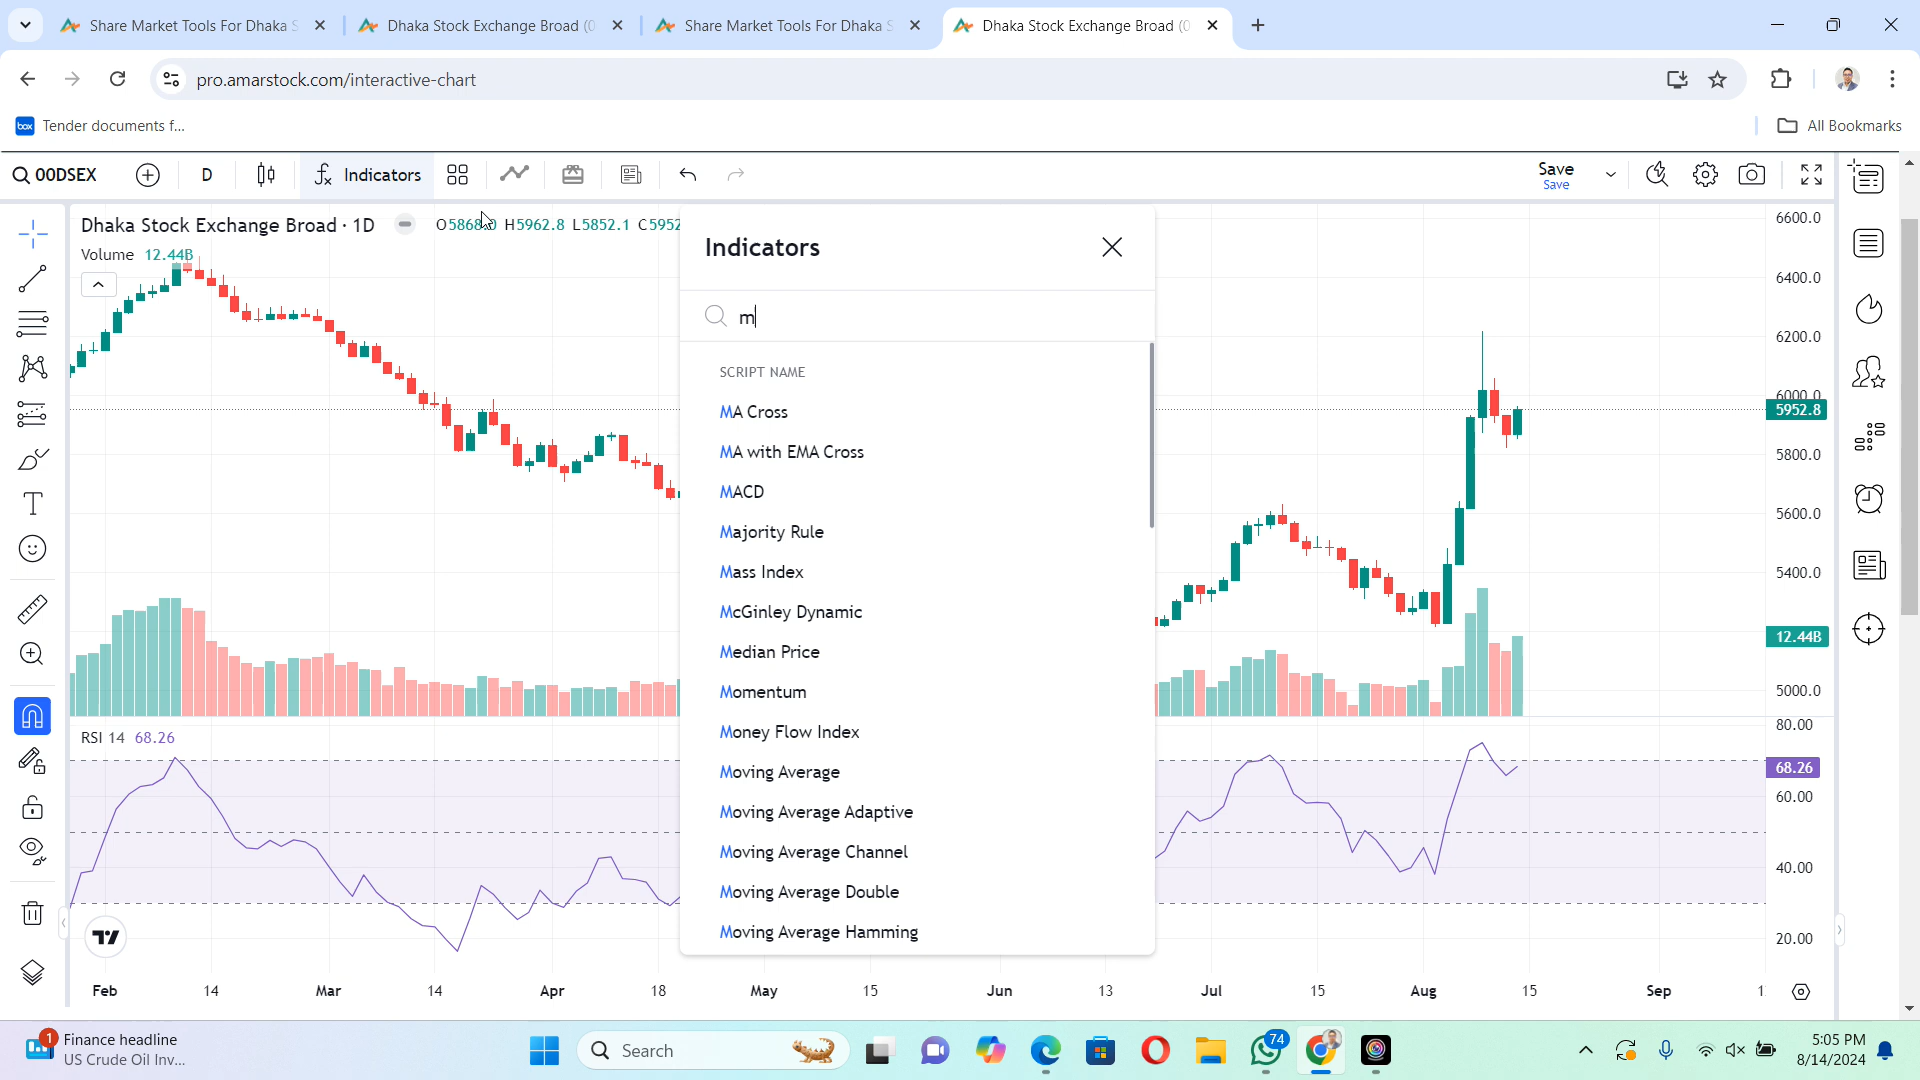 Share Market Tools For Dhaka S
Dhaka Stock Exchange Broad (0
Share Market Tools For Dhaka S
Dhaka Stock Exchange Broad (0
pro.amarstock.com/interactive-chart
box Tender documents f...
All Bookmarks
00DSEX
D
Indicators
Save
Save
Dhaka Stock Exchange Broad · 1D
H5962.8 L5852.1 C5952
Volume 12.44B
Indicators
m
SCRIPT NAME
MA Cross
MA with EMA Cross
MACD
Majority Rule
Mass Index
McGinley Dynamic
Median Price
Momentum
Money Flow Index
Moving Average
Moving Average Adaptive
Moving Average Channel
Moving Average Double
Moving Average Hamming
6600.0
6400.0
6200.0
6000.0
5952.8
5800.0
5600.0
5400.0
12.44B
5000.0
RSI 14 68.26
80.00
68.26
60.00
40.00
20.00
Feb 14 Mar 14 Apr 18 May 15 Jun 13 Jul 15 Aug 15 Sep
1
Finance headline
US Crude Oil Inv...
Search
74
5:05 PM
8/14/2024